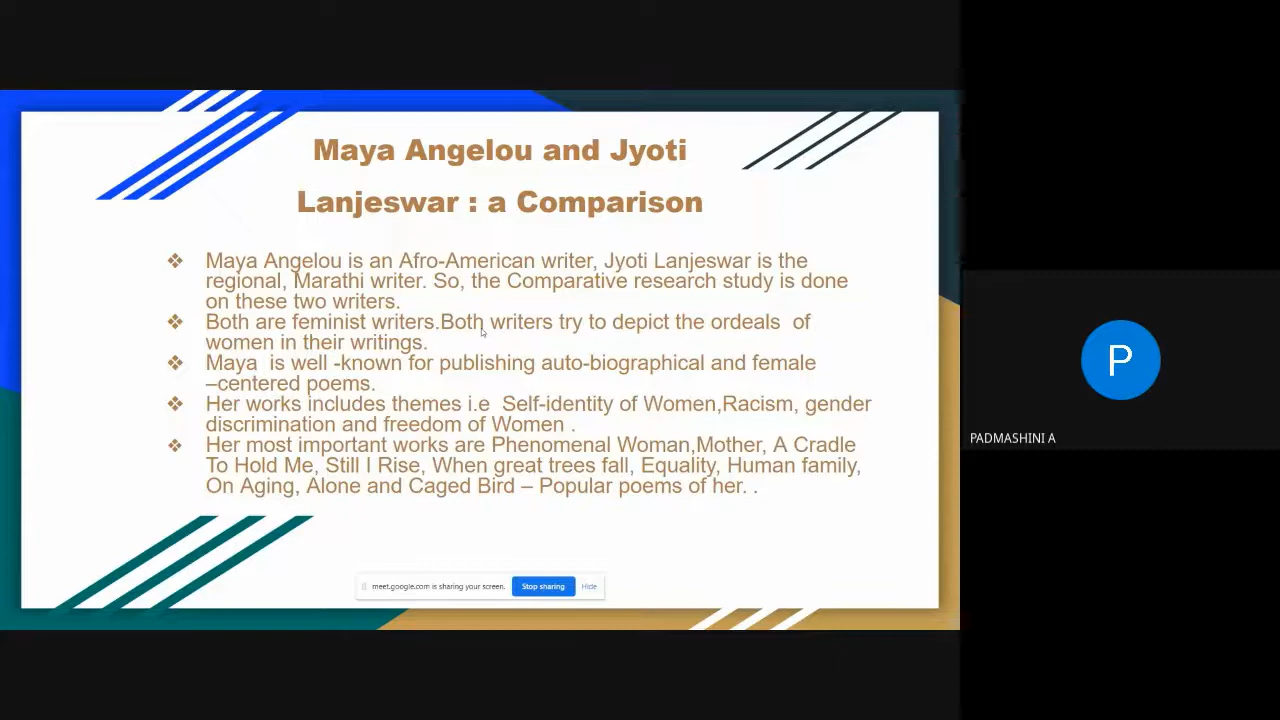 Maya Angelou and Jyoti
Lanjeswar : a Comparison
❖ Maya Angelou is an Afro-American writer, Jyoti Lanjeswar is the
regional, Marathi writer. So, the Comparative research study is done
on these two writers.
❖ Both are feminist writers.Both writers try to depict the ordeals  of
women in their writings.
❖ Maya  is well -known for publishing auto-biographical and female
–centered poems.
❖ Her works includes themes i.e  Self-identity of Women,Racism, gender
discrimination and freedom of Women .
❖ Her most important works are Phenomenal Woman,Mother, A Cradle
To Hold Me, Still I Rise, When great trees fall, Equality, Human family,
On Aging, Alone and Caged Bird – Popular poems of her. .
meet.google.com is sharing your screen. Stop sharing Hide
P
PADMASHINI A